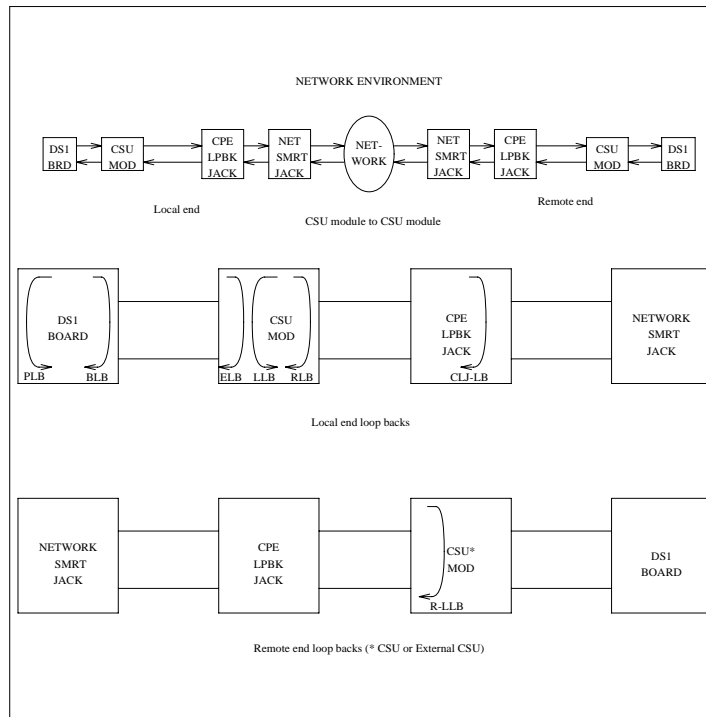 NETWORK ENVIRONMENT
DS1
BRD
CSU
MOD
CPE
LPBK
JACK
NET
SMRT
JACK
NET-
WORK
NET
SMRT
JACK
CPE
LPBK
JACK
CSU
MOD
DS1
BRD
Local end
Remote end
CSU module to CSU module
DS1
BOARD
PLB
BLB
CSU
MOD
ELB
LLB
RLB
CPE
LPBK
JACK
CLJ-LB
NETWORK
SMRT
JACK
Local end loop backs
NETWORK
SMRT
JACK
CPE
LPBK
JACK
CSU*
MOD
R-LLB
DS1
BOARD
Remote end loop backs (* CSU or External CSU)